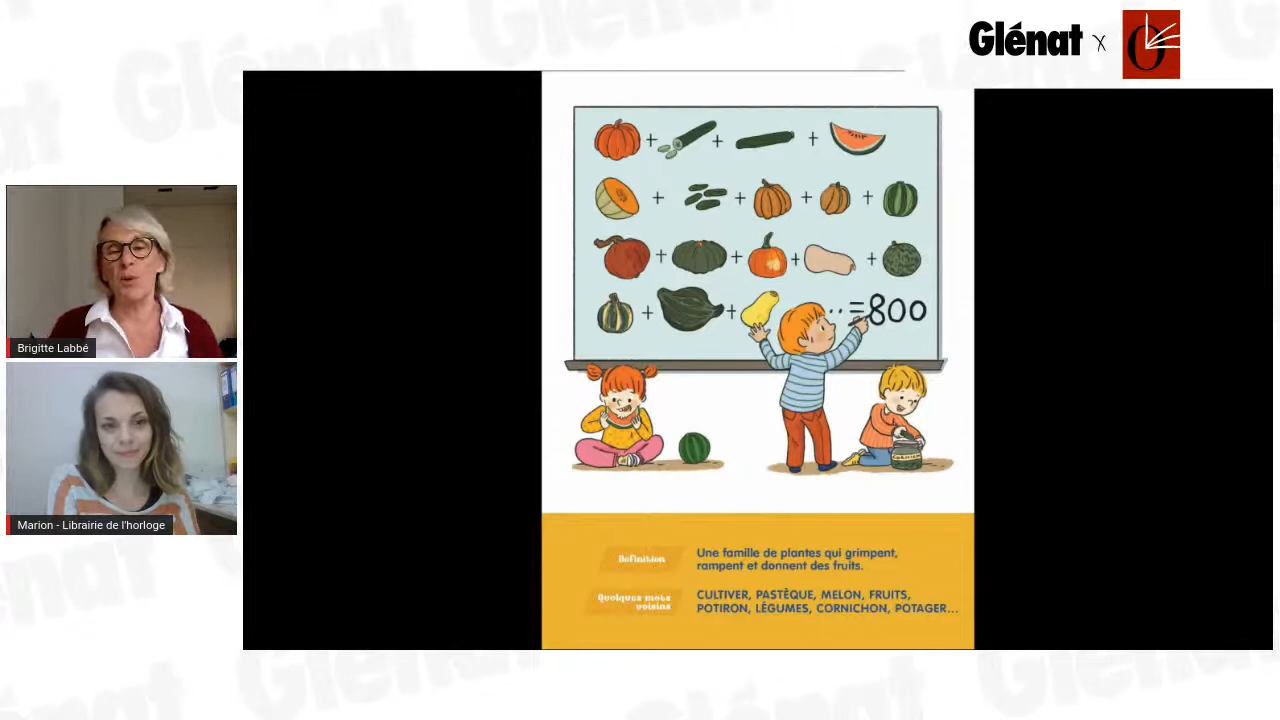 Glénat x
Brigitte Labbé
Marion - Librairie de l'horloge
+ + +
+ + + +
+ + + +
+ + ..=800
CORNICHON
Définition
Une famille de plantes qui grimpent,
rampent et donnent des fruits.
Quelques mots
voisins
CULTIVER, PASTÈQUE, MELON, FRUITS,
POTIRON, LÉGUMES, CORNICHON, POTAGER...